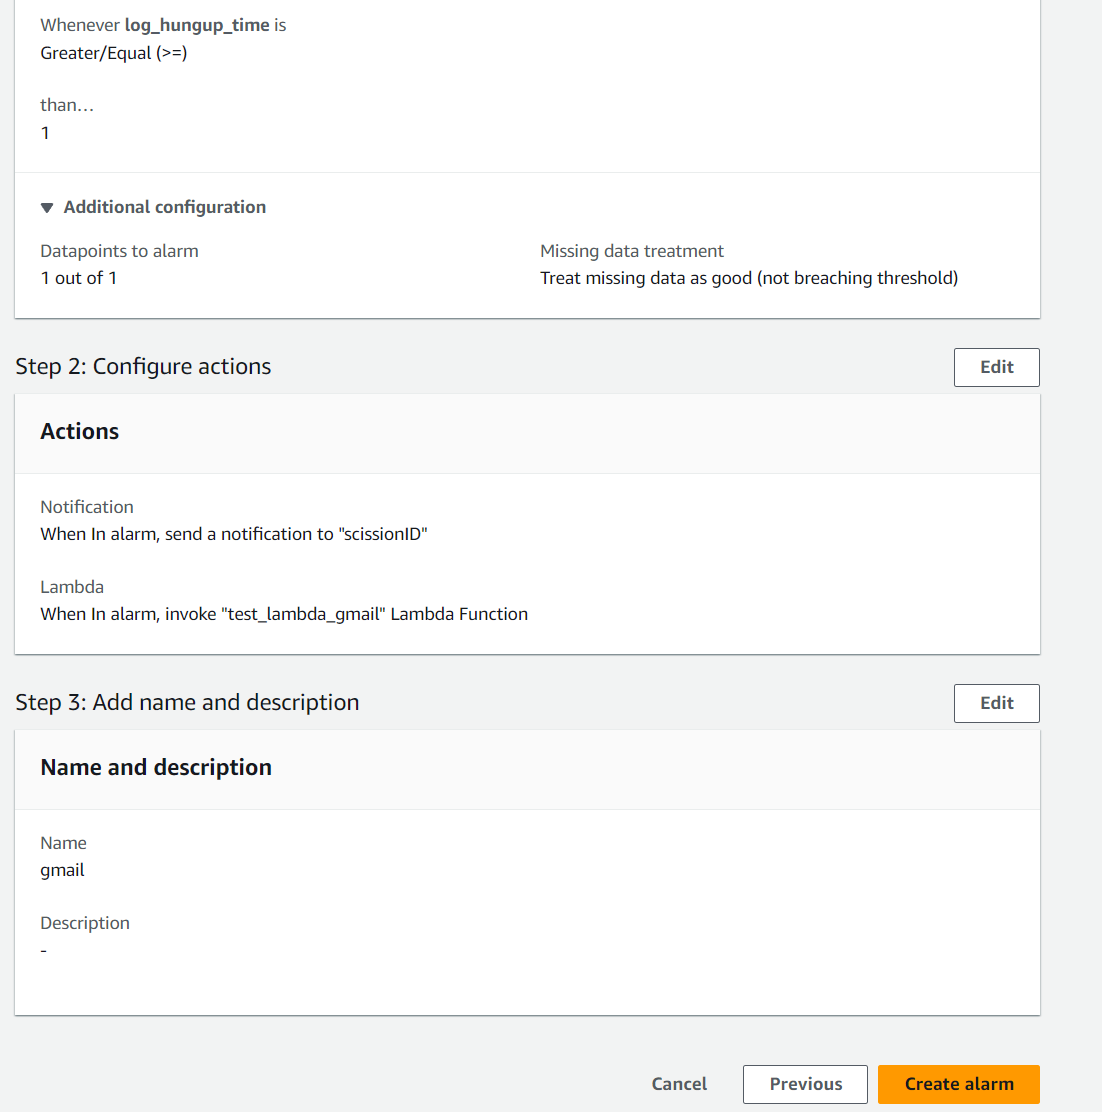 Whenever log_hungup_time is
Greater/Equal (>=)
than…
1
Additional configuration
Datapoints to alarm
1 out of 1
Missing data treatment
Treat missing data as good (not breaching threshold)
Step 2: Configure actions
Edit
Actions
Notification
When In alarm, send a notification to "scissionID"
Lambda
When In alarm, invoke "test_lambda_gmail" Lambda Function
Step 3: Add name and description
Edit
Name and description
Name
gmail
Description
-
Cancel
Previous
Create alarm